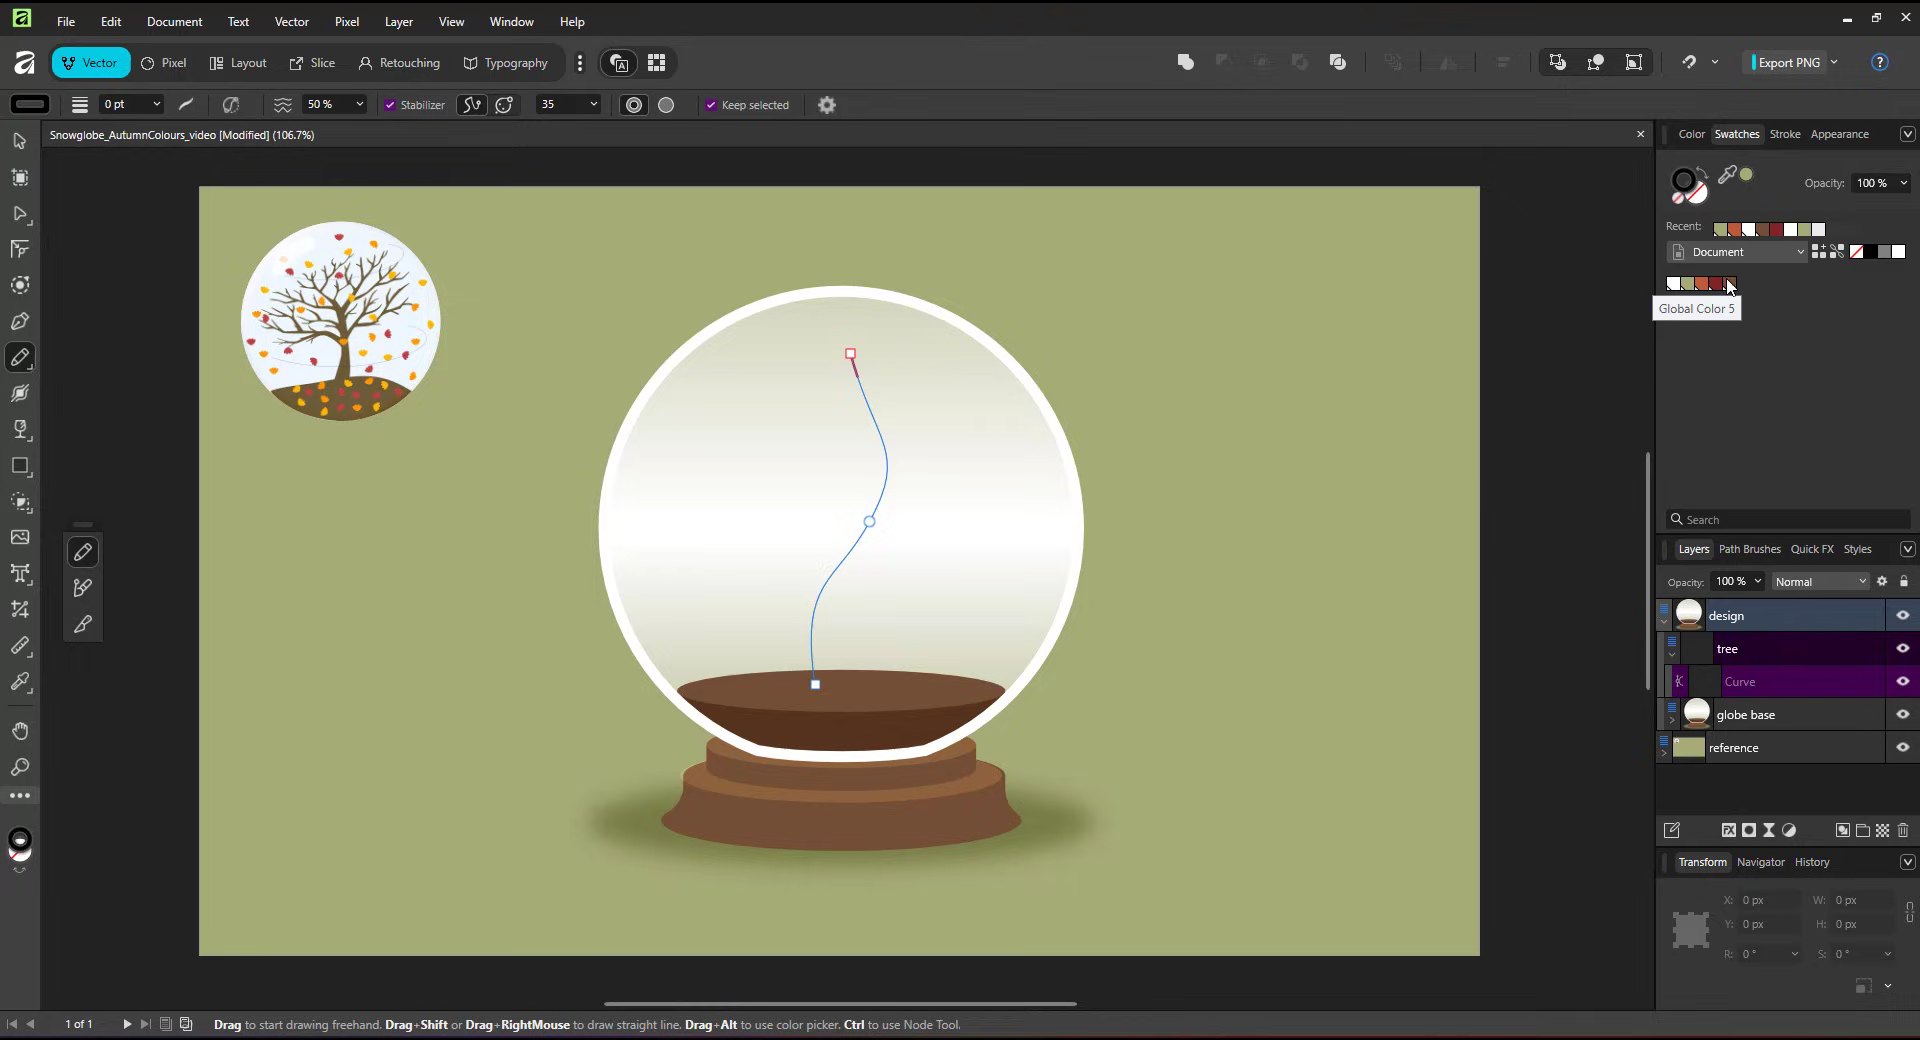 File Edit Document Text Vector Pixel Layer View Window Help
Vector Pixel Layout Slice Retouching Typography Export PNG ?
0 pt 50 % Stabilizer 35 Keep selected
Snowglobe_AutumnColours_video [Modified] (106.7%)
Color Swatches Stroke Appearance
Opacity: 100 %
Recent:
Document
Global Color 5
Search
Layers Path Brushes Quick FX Styles
Opacity: 100 % Normal
design
tree
Curve
globe base
reference
FX
Transform Navigator History
X: 0 px W: 0 px
Y: 0 px H: 0 px
R: 0 ° S: 0 °
1 of 1 Drag to start drawing freehand. Drag+Shift or Drag+RightMouse to draw straight line. Drag+Alt to use color picker. Ctrl to use Node Tool.